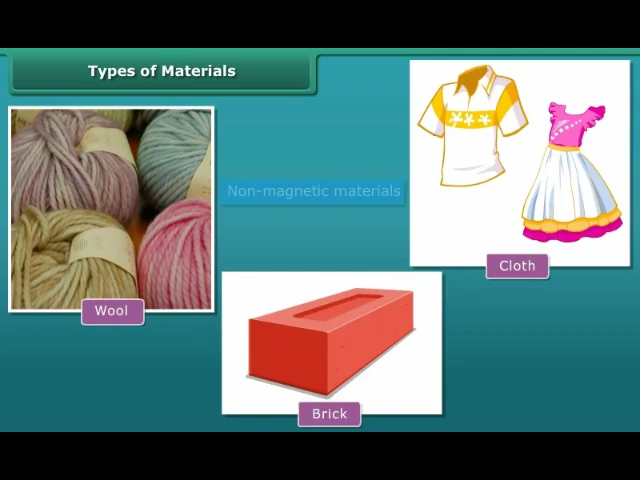 Types of Materials
Non-magnetic materials
Wool
Cloth
Brick